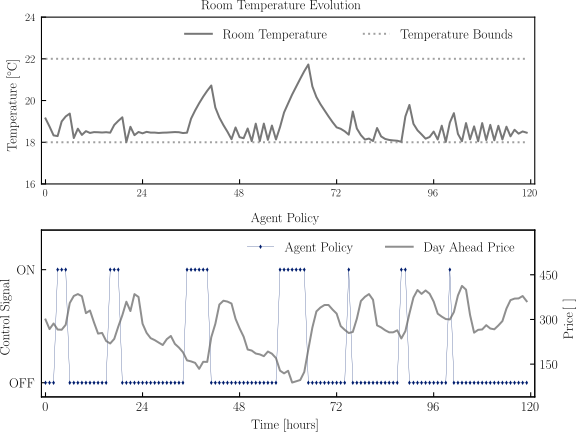 Room Temperature Evolution
24
Room Temperature
Temperature Bounds
22
20
18
16
Temperature [°C]
0 24 48 72 96 120
Agent Policy
Agent Policy
Day Ahead Price
ON
OFF
Control Signal
450
300
150
Price [ ]
0 24 48 72 96 120
Time [hours]